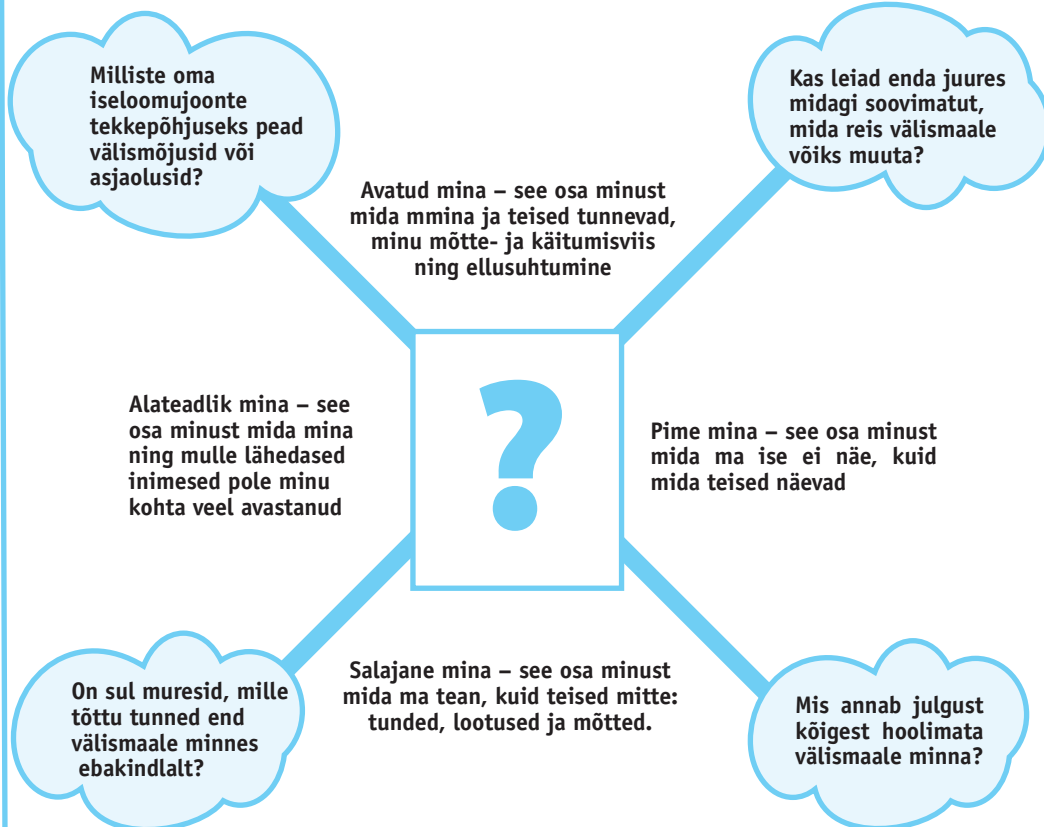 Milliste oma
iseloomujoonte
tekkepõhjuseks pead
välismõjusid või
asjaolusid?
Kas leiad enda juures
midagi soovimatut,
mida reis välismaale
võiks muuta?
Avatud mina – see osa minust
mida mmina ja teised tunnevad,
minu mõtte- ja käitumisviis
ning ellusuhtumine
Alateadlik mina – see
osa minust mida mina
ning mulle lähedased
inimesed pole minu
kohta veel avastanud
?
Pime mina – see osa minust
mida ma ise ei näe, kuid
mida teised näevad
Salajane mina – see osa minust
mida ma tean, kuid teised mitte:
tunded, lootused ja mõtted.
On sul muresid, mille
tõttu tunned end
välismaale minnes
ebakindlalt?
Mis annab julgust
kõigest hoolimata
välismaale minna?